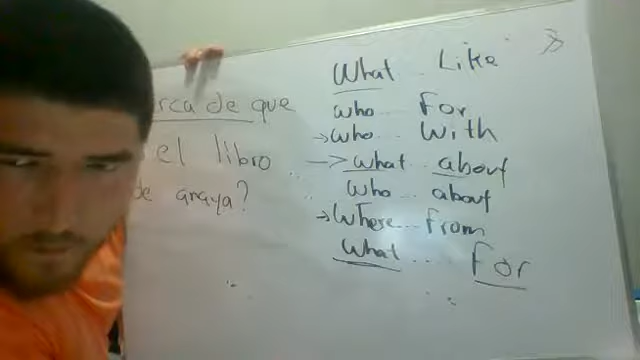 rca de que
el libro
de araya?
What .. Like
who ... For
→who ... with
→ what ... about
who ... about
→Where ... From
What .... For